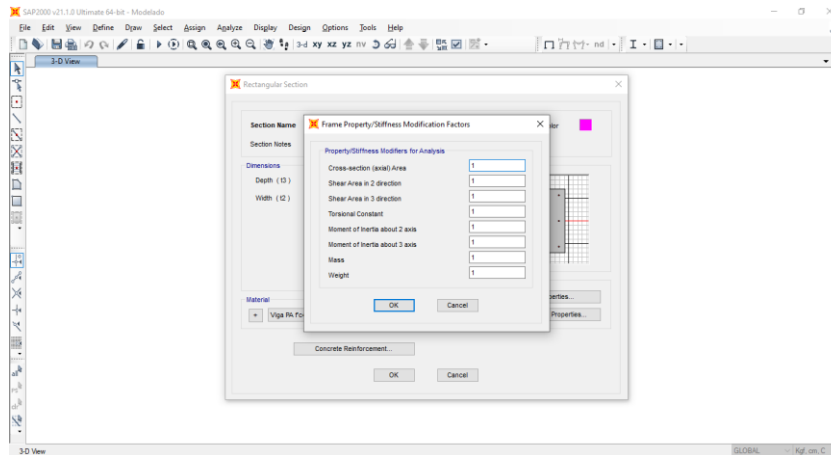 SAP2000 v21.1.0 Ultimate 64-bit - Modelado
File Edit View Define Draw Select Assign Analyze Display Design Options Tools Help
3-d xy xz yz nv
nd
3-D View
Rectangular Section
Section Name
Section Notes
Dimensions
Depth ( t3 )
Width ( t2 )
Material
+ Viga PA
Properties...
Concrete Reinforcement...
OK Cancel
Frame Property/Stiffness Modification Factors
Property/Stiffness Modifiers for Analysis
Cross-section (axial) Area 1
Shear Area in 2 direction 1
Shear Area in 3 direction 1
Torsional Constant 1
Moment of Inertia about 2 axis 1
Moment of Inertia about 3 axis 1
Mass 1
Weight 1
OK Cancel
3-D View
GLOBAL Kgf, cm, C